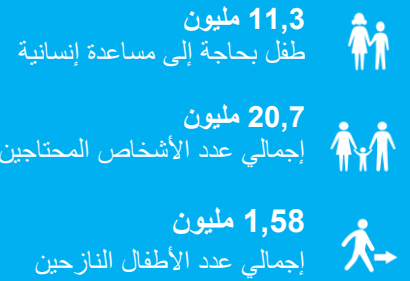 11,3 مليون
طفل بحاجة إلى مساعدة إنسانية
20,7 مليون
إجمالي عدد الأشخاص المحتاجين
1,58 مليون
إجمالي عدد الأطفال النازحين